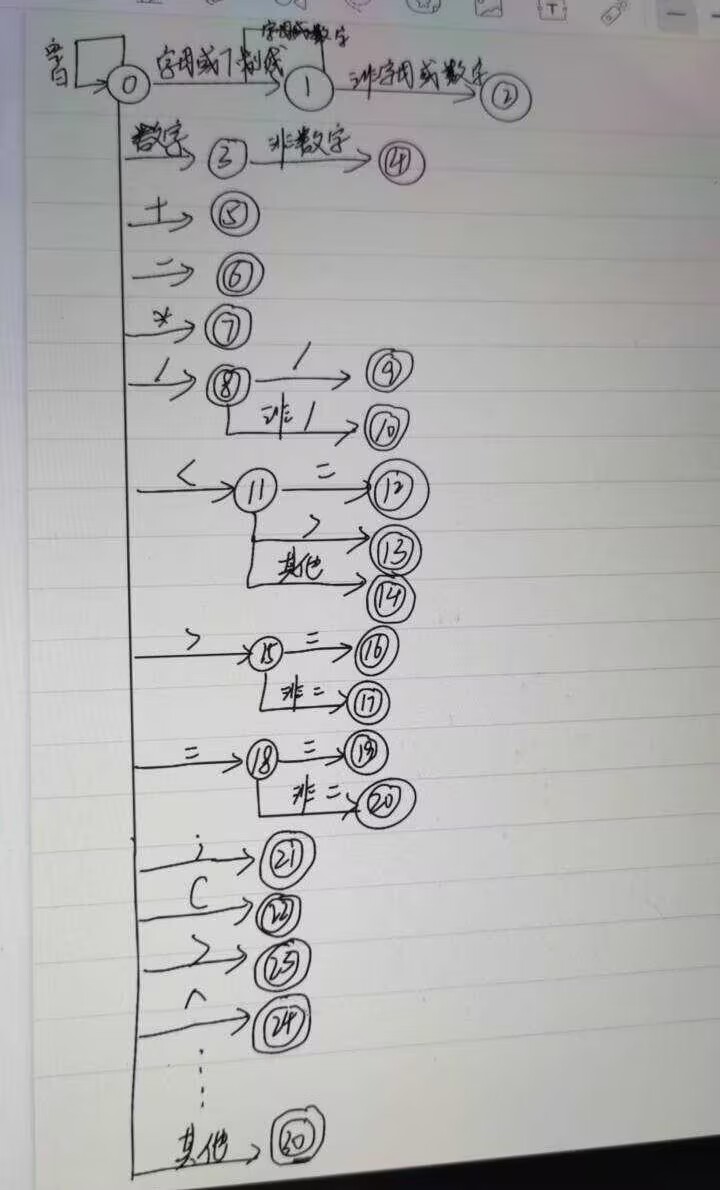 字母或数字
空白 0 字母或下划线 1 非字母或数字 2
数字 3 非数字 4
+ 5
- 6
* 7
/ 8 / 9
非/ 10
< 11 = 12
> 13
其他 14
> 15 = 16
非= 17
= 18 = 19
非= 20
; 21
( 22
) 23
^ 24
......
其他 30